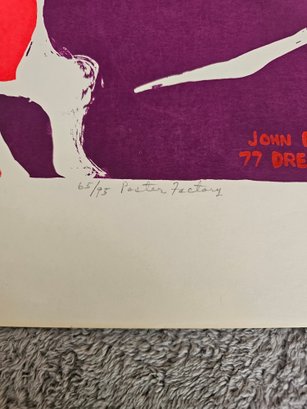 JOHN
77 DRE
65/95 Poster Factory